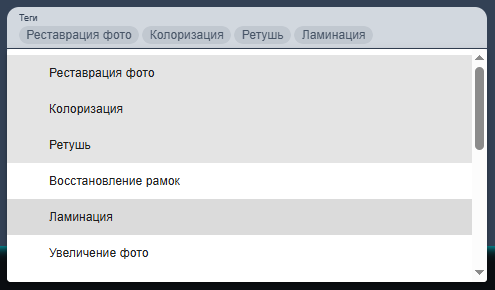 Теги
Реставрация фото Колоризация Ретушь Ламинация
Реставрация фото
Колоризация
Ретушь
Восстановление рамок
Ламинация
Увеличение фото